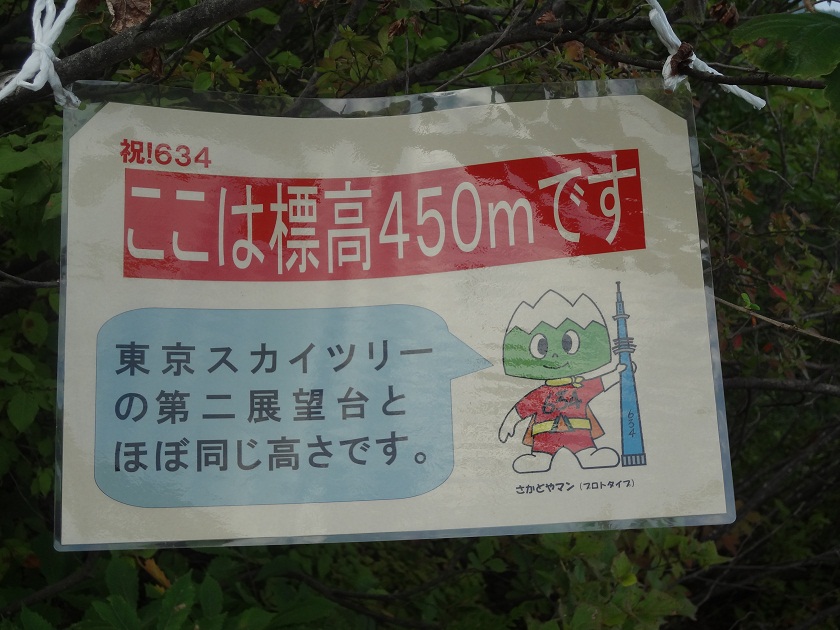 祝!634
ここは標高450mです
東京スカイツリー
の第二展望台と
ほぼ同じ高さです。
654
634
さかどやマン(プロトタイプ)